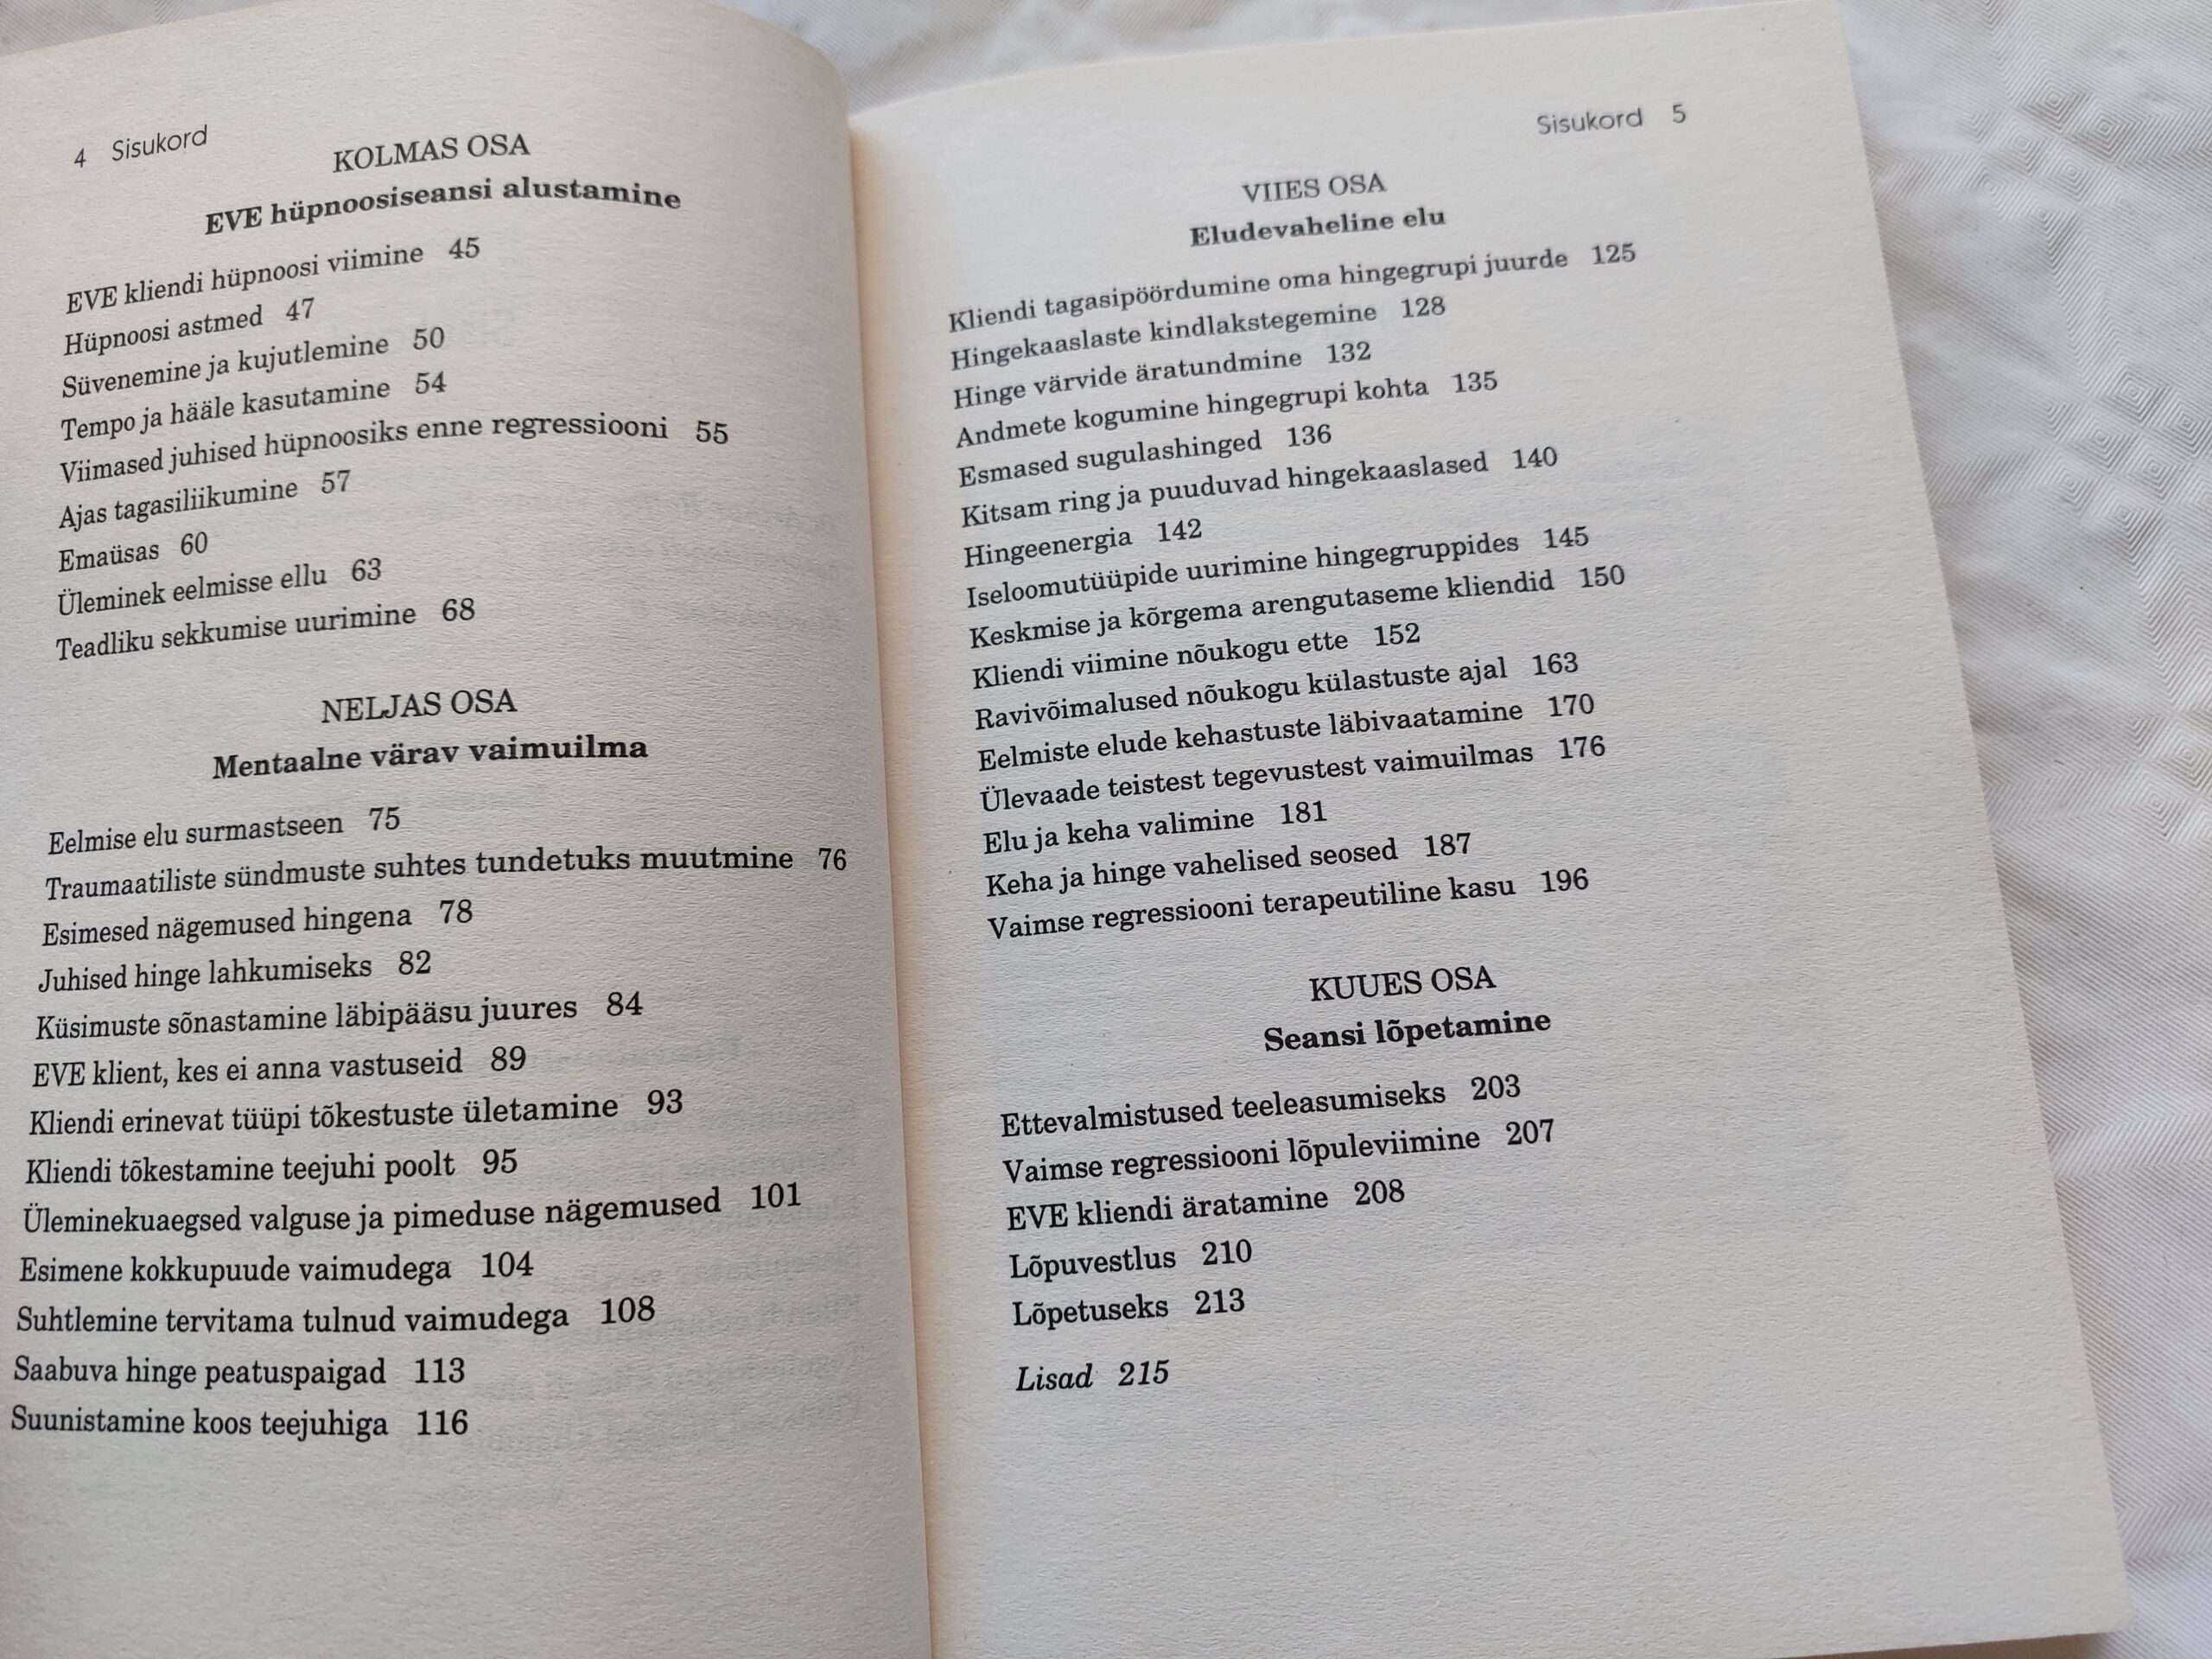 4 Sisukord
KOLMAS OSA
EVE hüpnoosiseansi alustamine
EVE kliendi hüpnoosi viimine 45
Hüpnoosi astmed 47
Süvenemine ja kujutlemine 50
Tempo ja hääle kasutamine 54
Viimased juhised hüpnoosiks enne regressiooni 55
Ajas tagasiliikumine 57
Emaüsas 60
Üleminek eelmisse ellu 63
Teadliku sekkumise uurimine 68
NELJAS OSA
Mentaalne värav vaimuilma
Eelmise elu surmastseen 75
Traumaatiliste sündmuste suhtes tundetuks muutmine 76
Esimesed nägemused hingena 78
Juhised hinge lahkumiseks 82
Küsimuste sõnastamine läbipääsu juures 84
EVE klient, kes ei anna vastuseid 89
Kliendi erinevat tüüpi tõkestuste ületamine 93
Kliendi tõkestamine teejuhi poolt 95
Üleminekuaegsed valguse ja pimeduse nägemused 101
Esimene kokkupuude vaimudega 104
Suhtlemine tervitama tulnud vaimudega 108
Saabuva hinge peatuspaigad 113
Suunistamine koos teejuhiga 116
Sisukord 5
VIIES OSA
Eludevaheline elu
Kliendi tagasipöördumine oma hingegrupi juurde 125
Hingekaaslaste kindlakstegemine 128
Hinge värvide äratundmine 132
Andmete kogumine hingegrupi kohta 135
Esmased sugulashinged 136
Kitsam ring ja puuduvad hingekaaslased 140
Hingeenergia 142
Iseloomutüüpide uurimine hingegruppides 145
Keskmise ja kõrgema arengutaseme kliendid 150
Kliendi viimine nõukogu ette 152
Ravivõimalused nõukogu külastuste ajal 163
Eelmiste elude kehastuste läbivaatamine 170
Ülevaade teistest tegevustest vaimuilmas 176
Elu ja keha valimine 181
Keha ja hinge vahelised seosed 187
Vaimse regressiooni terapeutiline kasu 196
KUUES OSA
Seansi lõpetamine
Ettevalmistused teeleasumiseks 203
Vaimse regressiooni lõpuleviimine 207
EVE kliendi äratamine 208
Lõpuvestlus 210
Lõpetuseks 213
Lisad 215